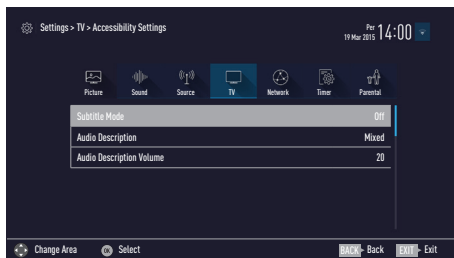 Settings > TV > Accessibility Settings
Per
19 Mar 2015 14:00
Picture Sound Source TV Network Timer Parental
Subtitle Mode Off
Audio Description Mixed
Audio Description Volume 20
Change Area OK Select BACK Back EXIT Exit